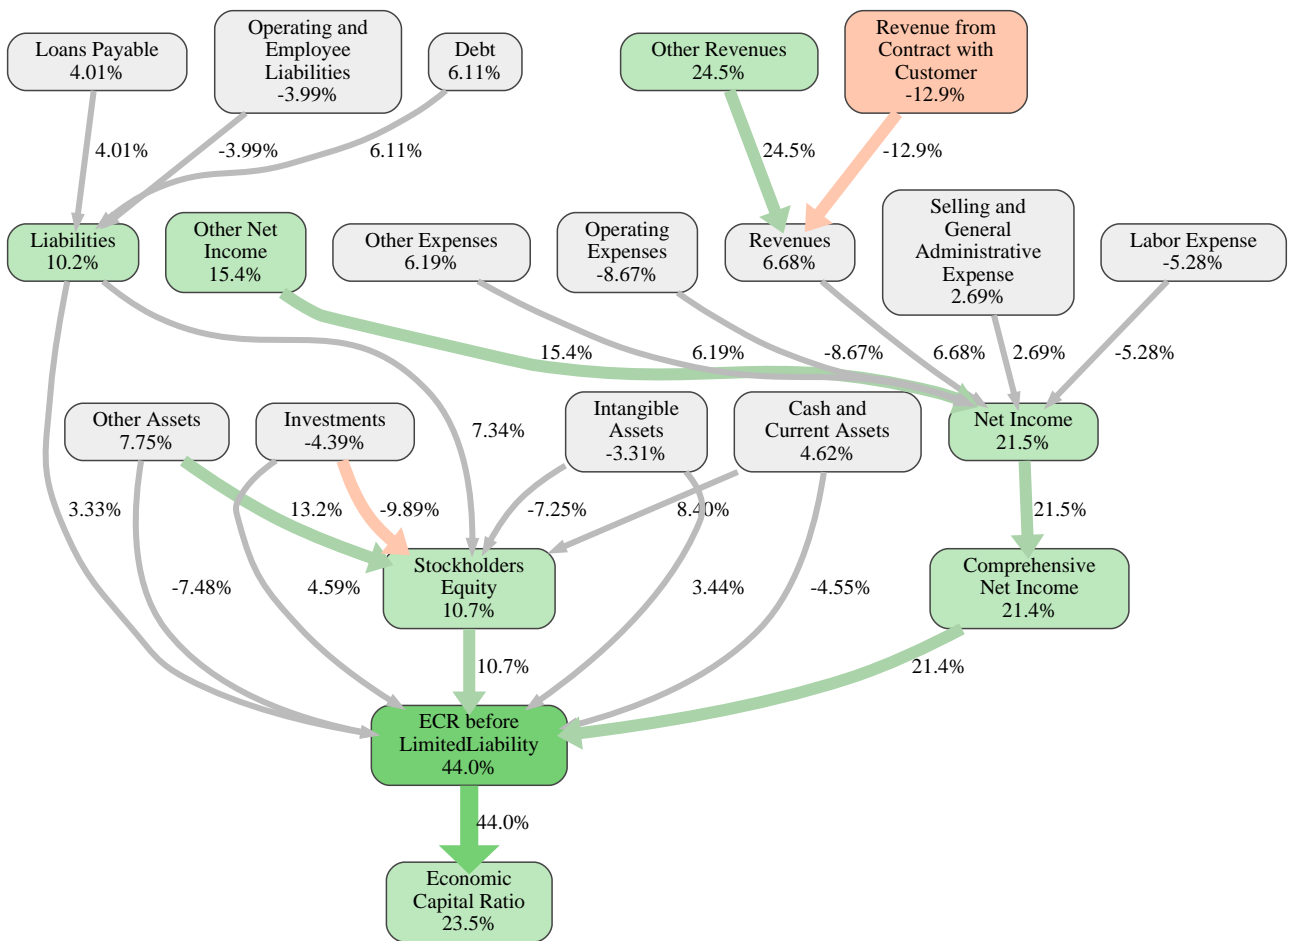 Loans Payable
4.01%
Operating and
Employee
Liabilities
-3.99%
Debt
6.11%
Other Revenues
24.5%
Revenue from
Contract with
Customer
-12.9%
4.01%
-3.99%
6.11%
24.5%
-12.9%
Liabilities
10.2%
Other Net
Income
15.4%
Other Expenses
6.19%
Operating
Expenses
-8.67%
Revenues
6.68%
Selling and
General
Administrative
Expense
2.69%
Labor Expense
-5.28%
15.4%
6.19%
-8.67%
6.68%
2.69%
-5.28%
Other Assets
7.75%
Investments
-4.39%
7.34%
Intangible
Assets
-3.31%
Cash and
Current Assets
4.62%
Net Income
21.5%
3.33%
13.2%
-9.89%
-7.25%
8.40%
21.5%
-7.48%
4.59%
Stockholders
Equity
10.7%
3.44%
-4.55%
Comprehensive
Net Income
21.4%
10.7%
21.4%
ECR before
LimitedLiability
44.0%
44.0%
Economic
Capital Ratio
23.5%